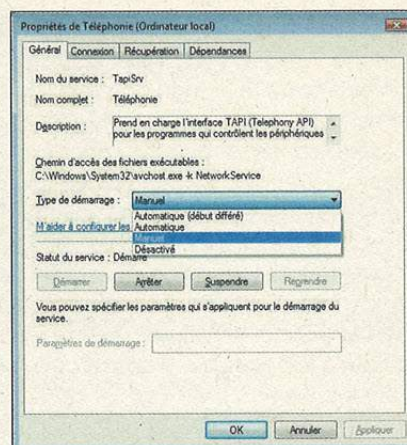 Propriétés de Téléphonie (Ordinateur local)
Général Connexion Récupération Dépendances
Nom du service : TapiSrv
Nom complet : Téléphonie
Description : Prend en charge l'interface TAPI (Telephony API)
pour les programmes qui contrôlent les périphériques
Chemin d'accès des fichiers exécutables :
C:\Windows\System32\svchost.exe -k NetworkService
Type de démarrage : Manuel
Automatique (début différé)
M'aider à configurer les
Automatique
Manuel
Désactivé
Statut du service : Démarré
Démarrer Arrêter Suspendre Reprendre
Vous pouvez spécifier les paramètres qui s'appliquent pour le démarrage du
service.
Paramètres de démarrage :
OK Annuler Appliquer